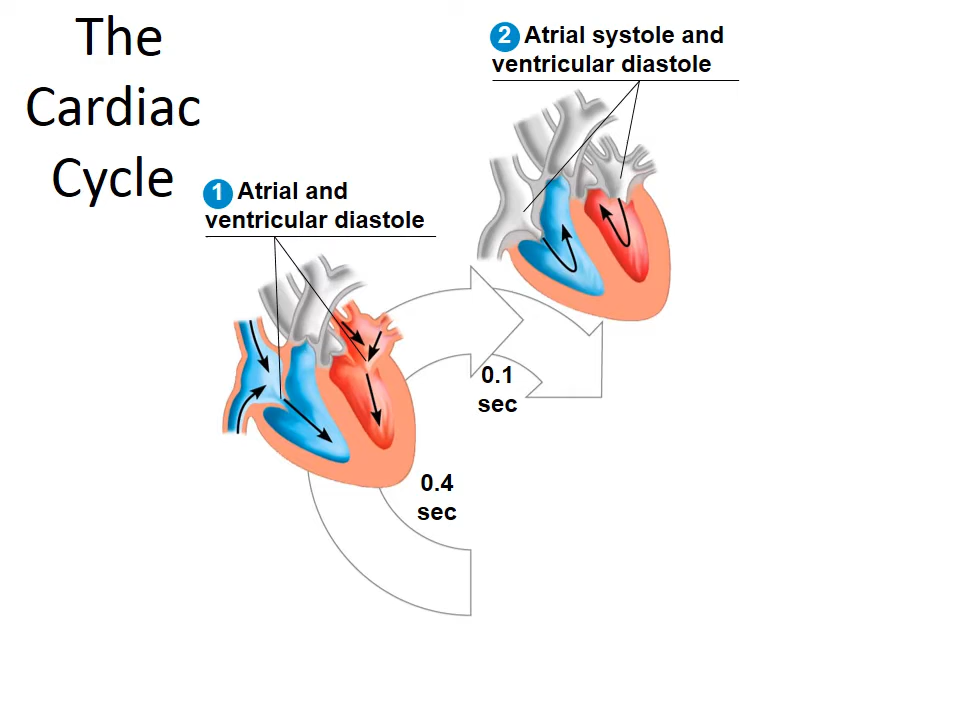 The
Cardiac
Cycle
1 Atrial and
ventricular diastole
2 Atrial systole and
ventricular diastole
0.1
sec
0.4
sec